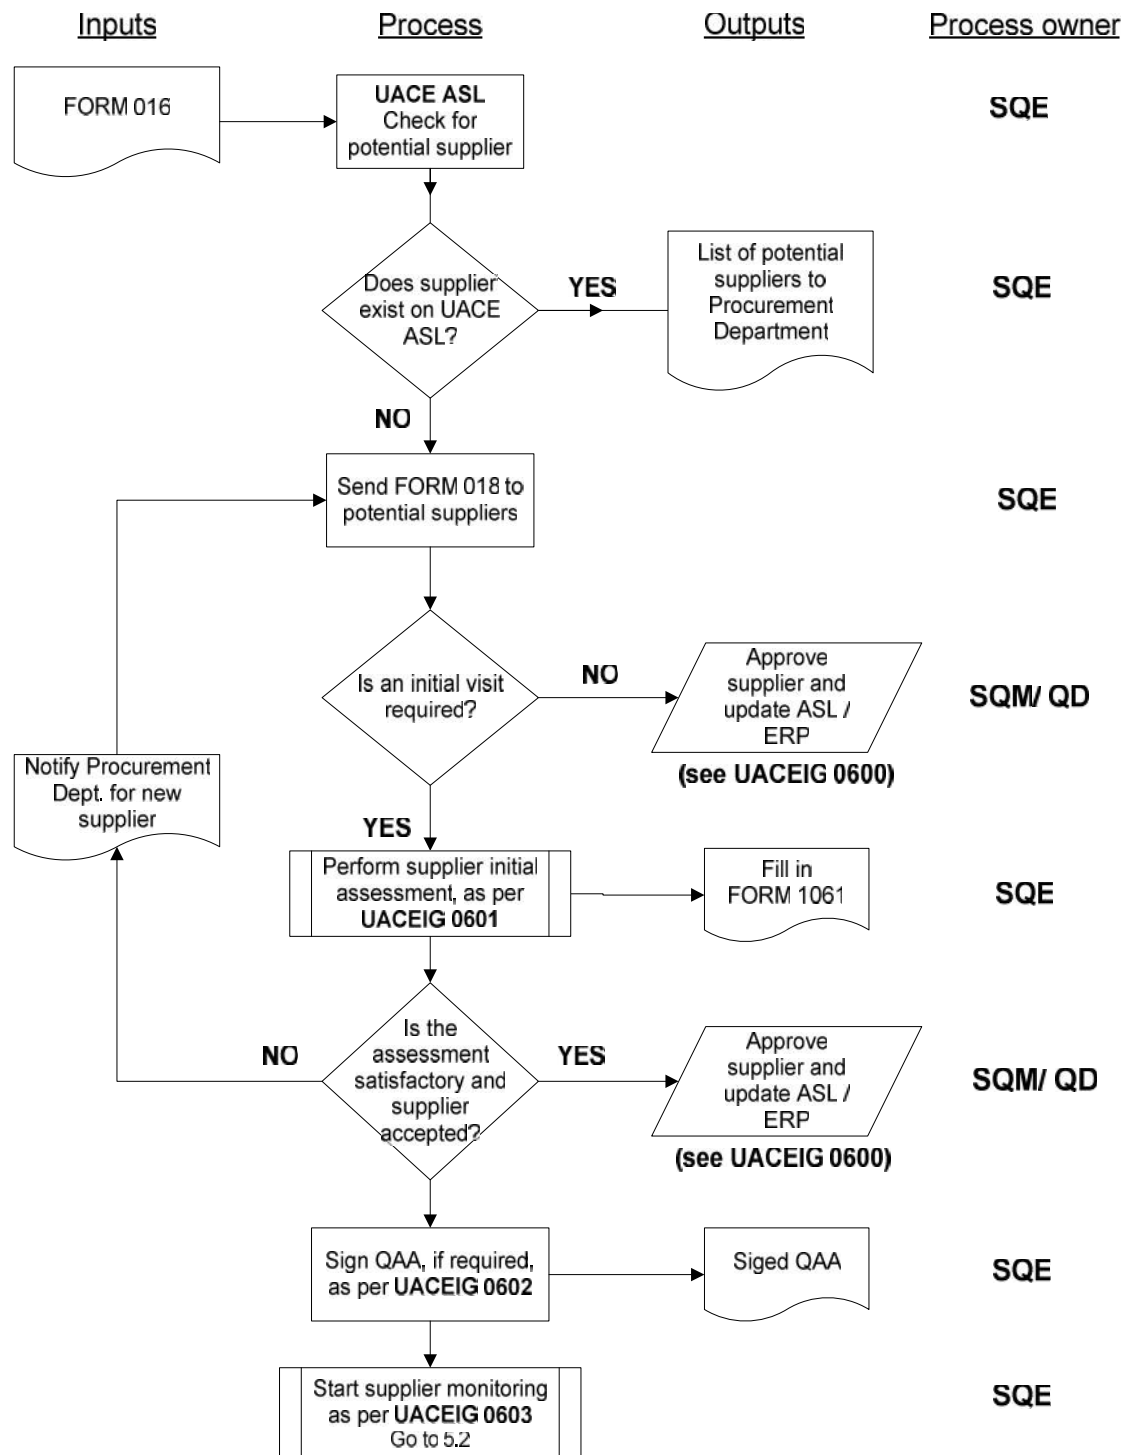 Inputs
Process
Outputs
Process owner
FORM 016
UACE ASL
Check for
potential supplier
SQE
Does supplier
exist on UACE
ASL?
YES
List of potential
suppliers to
Procurement
Department
SQE
NO
Send FORM 018 to
potential suppliers
SQE
Is an initial visit
required?
NO
Approve
supplier and
update ASL /
ERP
(see UACEIG 0600)
SQM/ QD
Notify Procurement
Dept. for new
supplier
YES
Perform supplier initial
assessment, as per
UACEIG 0601
Fill in
FORM 1061
SQE
Is the
assessment
satisfactory and
supplier
accepted?
NO
YES
Approve
supplier and
update ASL /
ERP
(see UACEIG 0600)
SQM/ QD
Sign QAA, if required,
as per UACEIG 0602
Siged QAA
SQE
Start supplier monitoring
as per UACEIG 0603
Go to 5.2
SQE